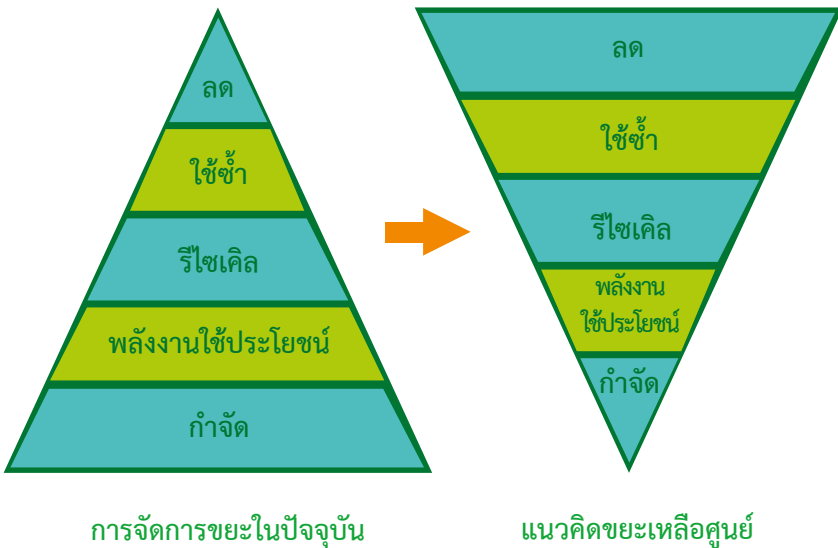 ลด
ใช้ซ้ำ
รีไซเคิล
พลังงานใช้ประโยชน์
กำจัด
การจัดการขยะในปัจจุบัน
ลด
ใช้ซ้ำ
รีไซเคิล
พลังงาน
ใช้ประโยชน์
กำจัด
แนวคิดขยะเหลือศูนย์